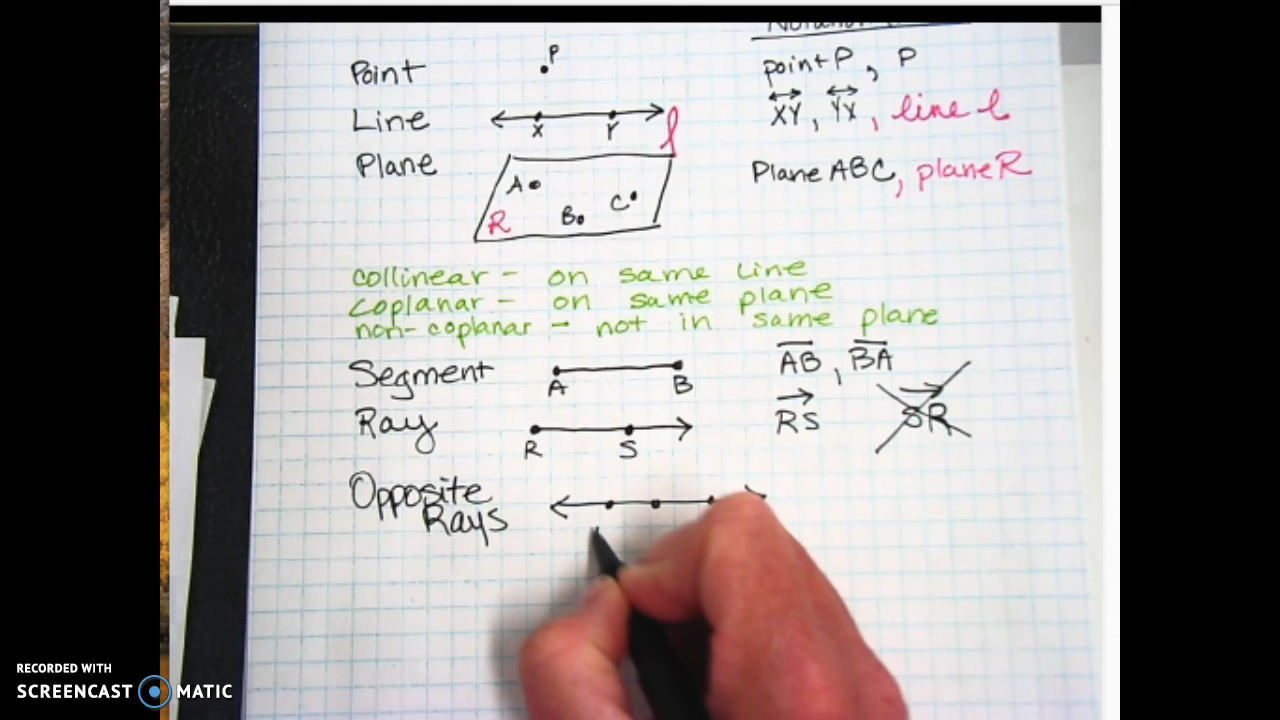 Point P point P, P
Line X Y l XY, YX, line l
Plane A B C R Plane ABC, plane R
collinear - on same line
coplanar - on same plane
non-coplanar - not in same plane
Segment A B AB, BA
Ray R S RS SR
Opposite
Rays
RECORDED WITH
SCREENCAST MATIC